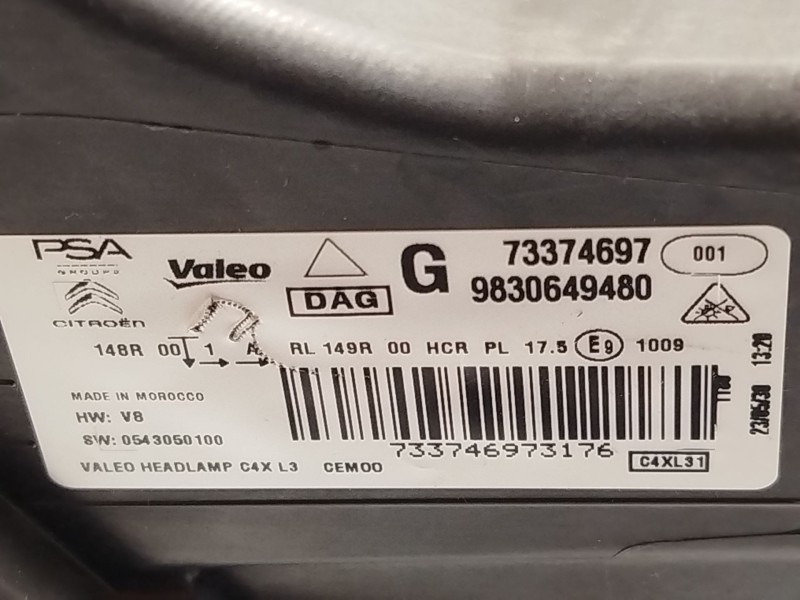 PSA
GROUPE
CITROËN
Valeo
DAG
G
73374697
9830649480
001
148R 00 1 A RL 149R 00 HCR PL 17.5 E9 1009
MADE IN MOROCCO
HW: V8
SW: 0543050100
VALEO HEADLAMP C4X L3 CEM00
733746973176
C4XL31
23/05/30 13:20